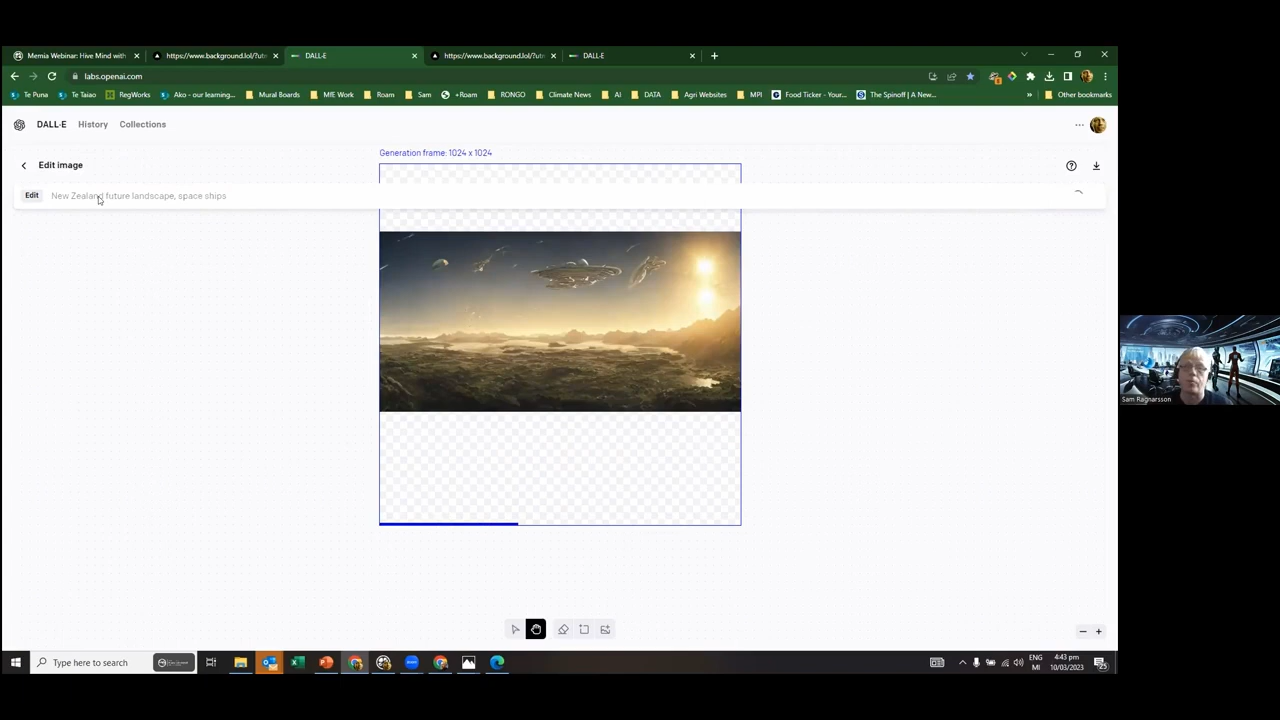 Memia Webinar: Hive Mind with
https://www.background.lol/?ut
DALL·E
https://www.background.lol/?ut
DALL·E
labs.openai.com
Te Puna
Te Taiao
RegWorks
Ako - our learning...
Mural Boards
MfE Work
Roam
Sam
+Roam
RONGO
Climate News
AI
DATA
Agri Websites
MPI
Food Ticker - Your...
The Spinoff | A New...
»
Other bookmarks
DALL·E
History
Collections
Generation frame: 1024 x 1024
Edit image
Edit
New Zealand future landscape, space ships
Sam Ragnarsson
Type here to search
ENG
MI
4:43 pm
10/03/2023